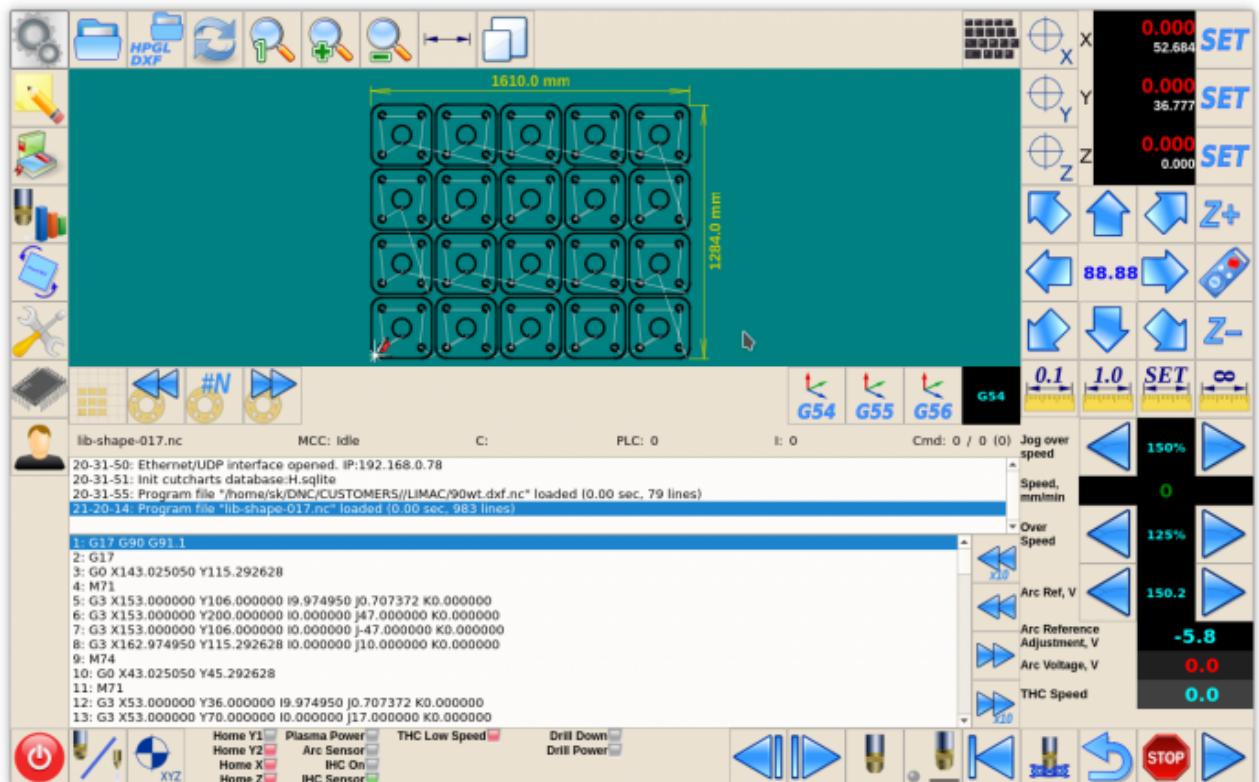 HPGL
DXF
1
X
X
0.000
52.684
SET
Y
Y
0.000
36.777
SET
Z
Z
0.000
0.000
SET
1610.0 mm
1284.0 mm
Z+
88.88
Z-
#N
G54
G55
G56
G54
0.1
1.0
SET
∞
lib-shape-017.nc
MCC: Idle
C:
PLC: 0
I: 0
Cmd: 0 / 0 (0)
20-31-50: Ethernet/UDP interface opened. IP:192.168.0.78
20-31-51: Init cutcharts database:H.sqlite
20-31-55: Program file "/home/sk/DNC/CUSTOMERS//LIMAC/90wt.dxf.nc" loaded (0.00 sec, 79 lines)
21-20-14: Program file "lib-shape-017.nc" loaded (0.00 sec, 983 lines)
1: G17 G90 G91.1
2: G17
3: G0 X143.025050 Y115.292628
4: M71
5: G3 X153.000000 Y106.000000 I9.974950 J0.707372 K0.000000
6: G3 X153.000000 Y200.000000 I0.000000 J47.000000 K0.000000
7: G3 X153.000000 Y106.000000 I0.000000 J-47.000000 K0.000000
8: G3 X162.974950 Y115.292628 I0.000000 J10.000000 K0.000000
9: M74
10: G0 X43.025050 Y45.292628
11: M71
12: G3 X53.000000 Y36.000000 I9.974950 J0.707372 K0.000000
13: G3 X53.000000 Y70.000000 I0.000000 J17.000000 K0.000000
x10
x10
Jog over
speed
150%
Speed,
mm/min
0
Over
Speed
125%
Arc Ref, V
150.2
Arc Reference
Adjustment, V
-5.8
Arc Voltage, V
0.0
THC Speed
0.0
XYZ
Home Y1
Home Y2
Home X
Home Z
Plasma Power
Arc Sensor
IHC On
IHC Sensor
THC Low Speed
Drill Down
Drill Power
STOP